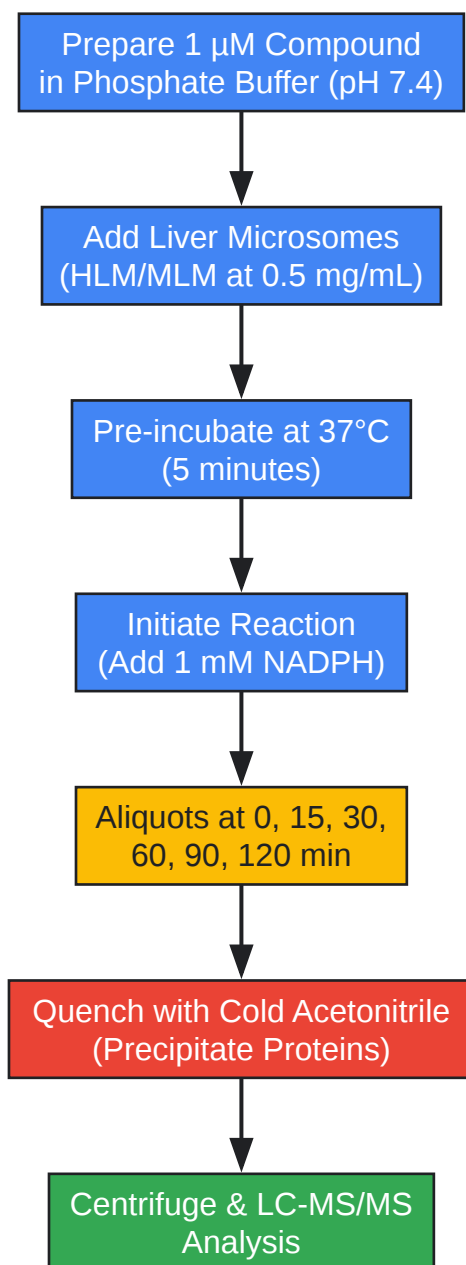 Prepare 1 µM Compound
in Phosphate Buffer (pH 7.4)
Add Liver Microsomes
(HLM/MLM at 0.5 mg/mL)
Pre-incubate at 37°C
(5 minutes)
Initiate Reaction
(Add 1 mM NADPH)
Aliquots at 0, 15, 30,
60, 90, 120 min
Quench with Cold Acetonitrile
(Precipitate Proteins)
Centrifuge & LC-MS/MS
Analysis